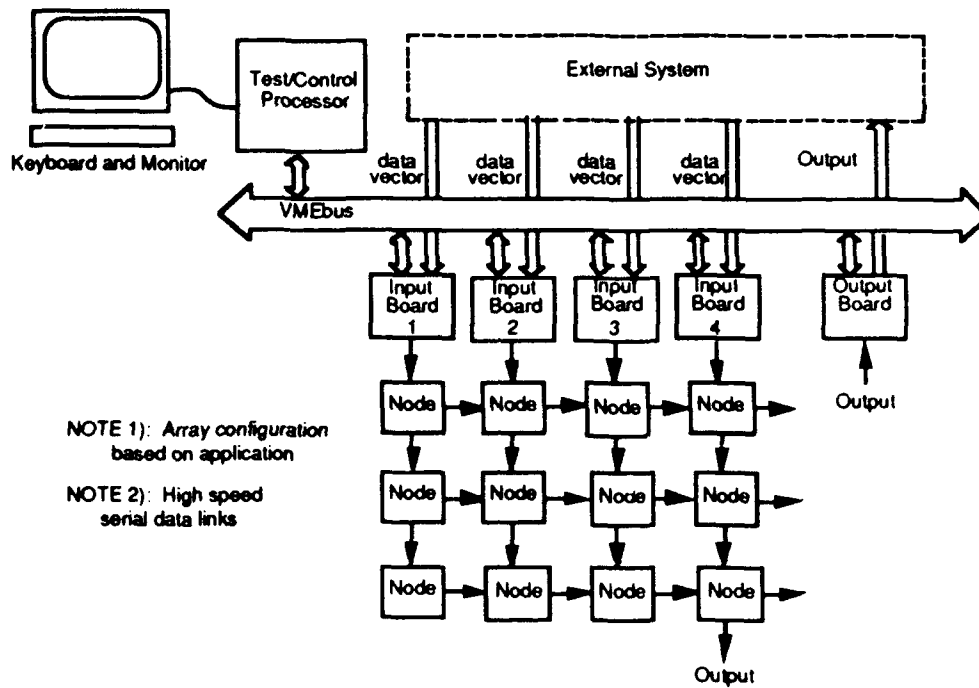 Test/Control
Processor
External System
Keyboard and Monitor
data
vector
data
vector
data
vector
data
vector
Output
VMEbus
Input
Board
1
Input
Board
2
Input
Board
3
Input
Board
4
Output
Board
Node
Node
Node
Node
Output
NOTE 1): Array configuration
based on application
Node
Node
Node
Node
NOTE 2): High speed
serial data links
Node
Node
Node
Node
Output